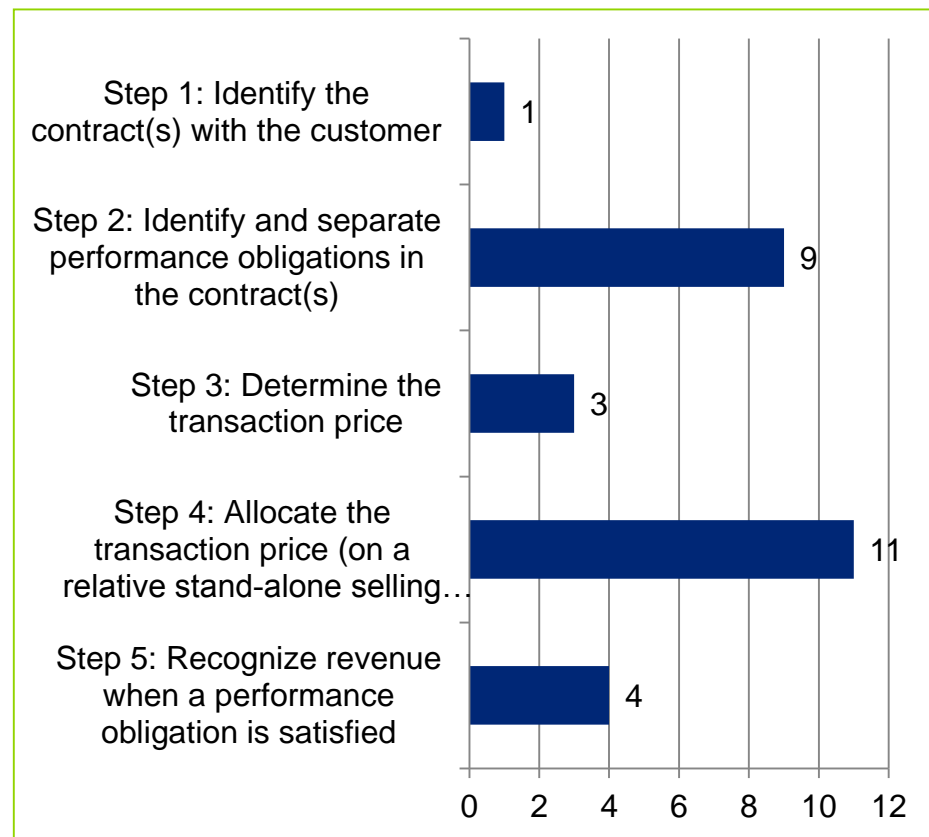 Step 1: Identify the
contract(s) with the customer
1
Step 2: Identify and separate
performance obligations in
the contract(s)
9
Step 3: Determine the
transaction price
3
Step 4: Allocate the
transaction price (on a
relative stand-alone selling…
11
Step 5: Recognize revenue
when a performance
obligation is satisfied
4
0 2 4 6 8 10 12